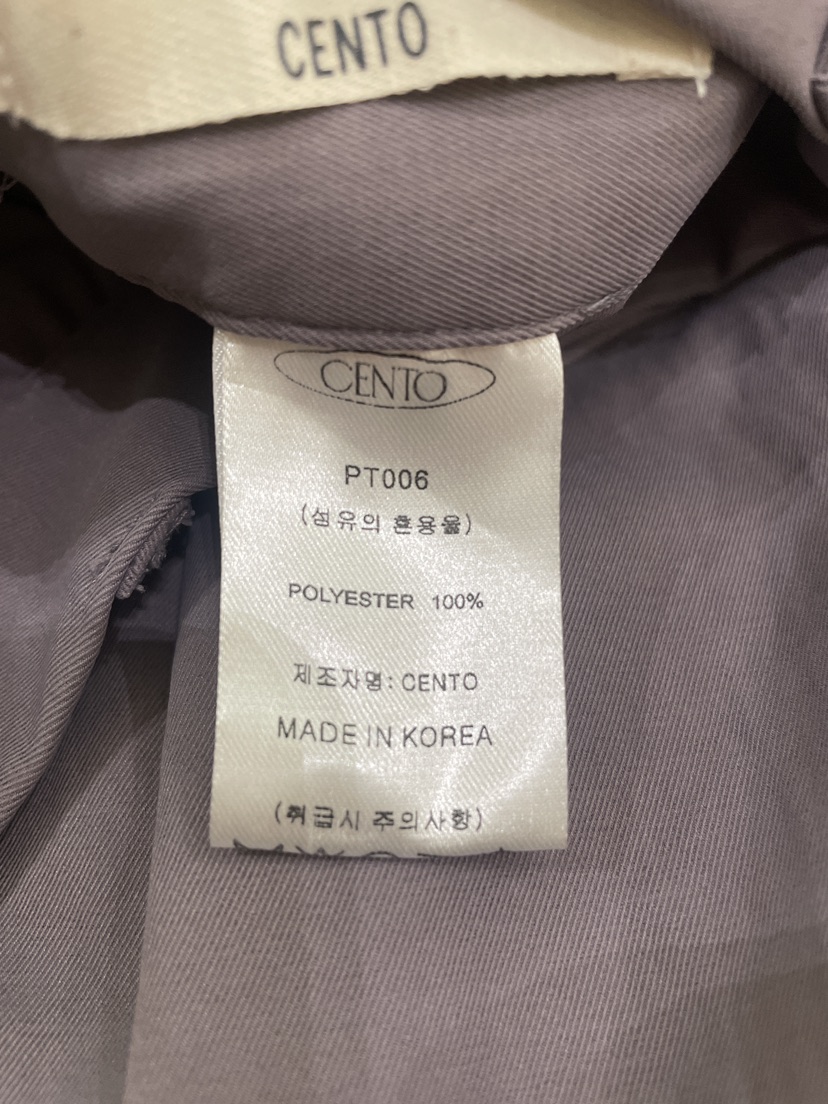 CENTO
CENTO
PT006
(섬유의 혼용율)
POLYESTER 100%
제조자명: CENTO
MADE IN KOREA
(취급시 주의사항)